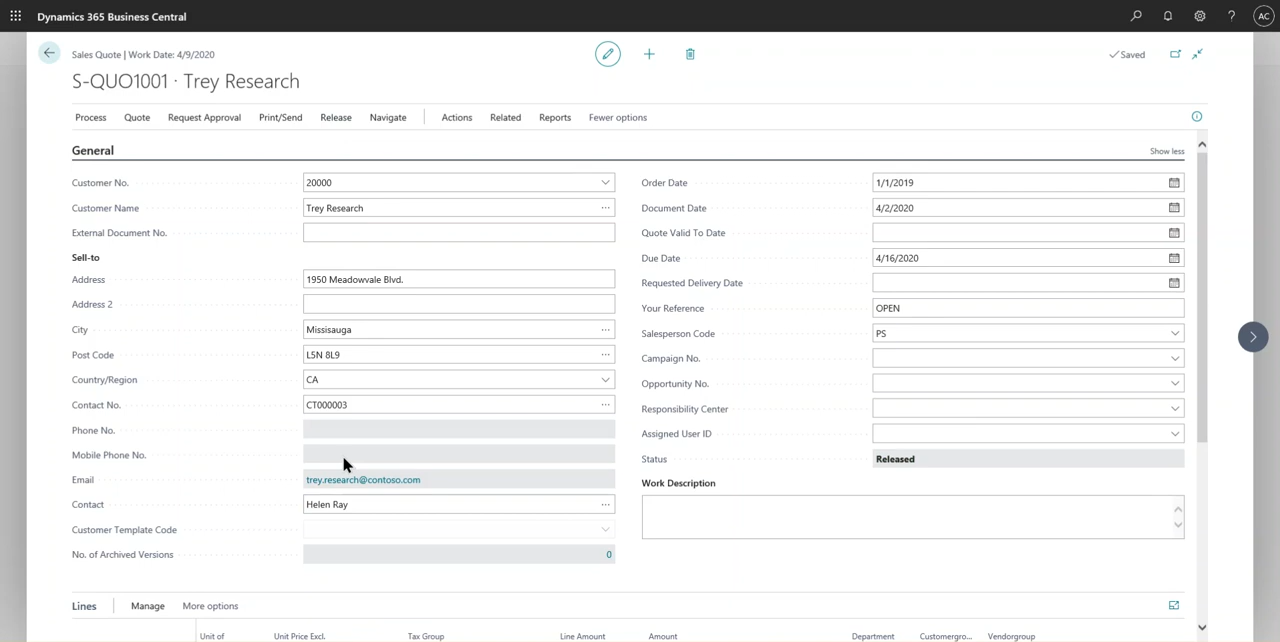 Dynamics 365 Business Central
? AC
Sales Quote | Work Date: 4/9/2020
Saved
S-QUO1001 · Trey Research
Process Quote Request Approval Print/Send Release Navigate Actions Related Reports Fewer options
General
Show less
Customer No. 20000
Customer Name Trey Research
External Document No.
Sell-to
Address 1950 Meadowvale Blvd.
Address 2
City Missisauga
Post Code L5N 8L9
Country/Region CA
Contact No. CT000003
Phone No.
Mobile Phone No.
Email trey.research@contoso.com
Contact Helen Ray
Customer Template Code
No. of Archived Versions 0
Order Date 1/1/2019
Document Date 4/2/2020
Quote Valid To Date
Due Date 4/16/2020
Requested Delivery Date
Your Reference OPEN
Salesperson Code PS
Campaign No.
Opportunity No.
Responsibility Center
Assigned User ID
Status Released
Work Description
Lines Manage More options
Unit of Unit Price Excl. Tax Group Line Amount Amount Department Customergro... Vendorgroup